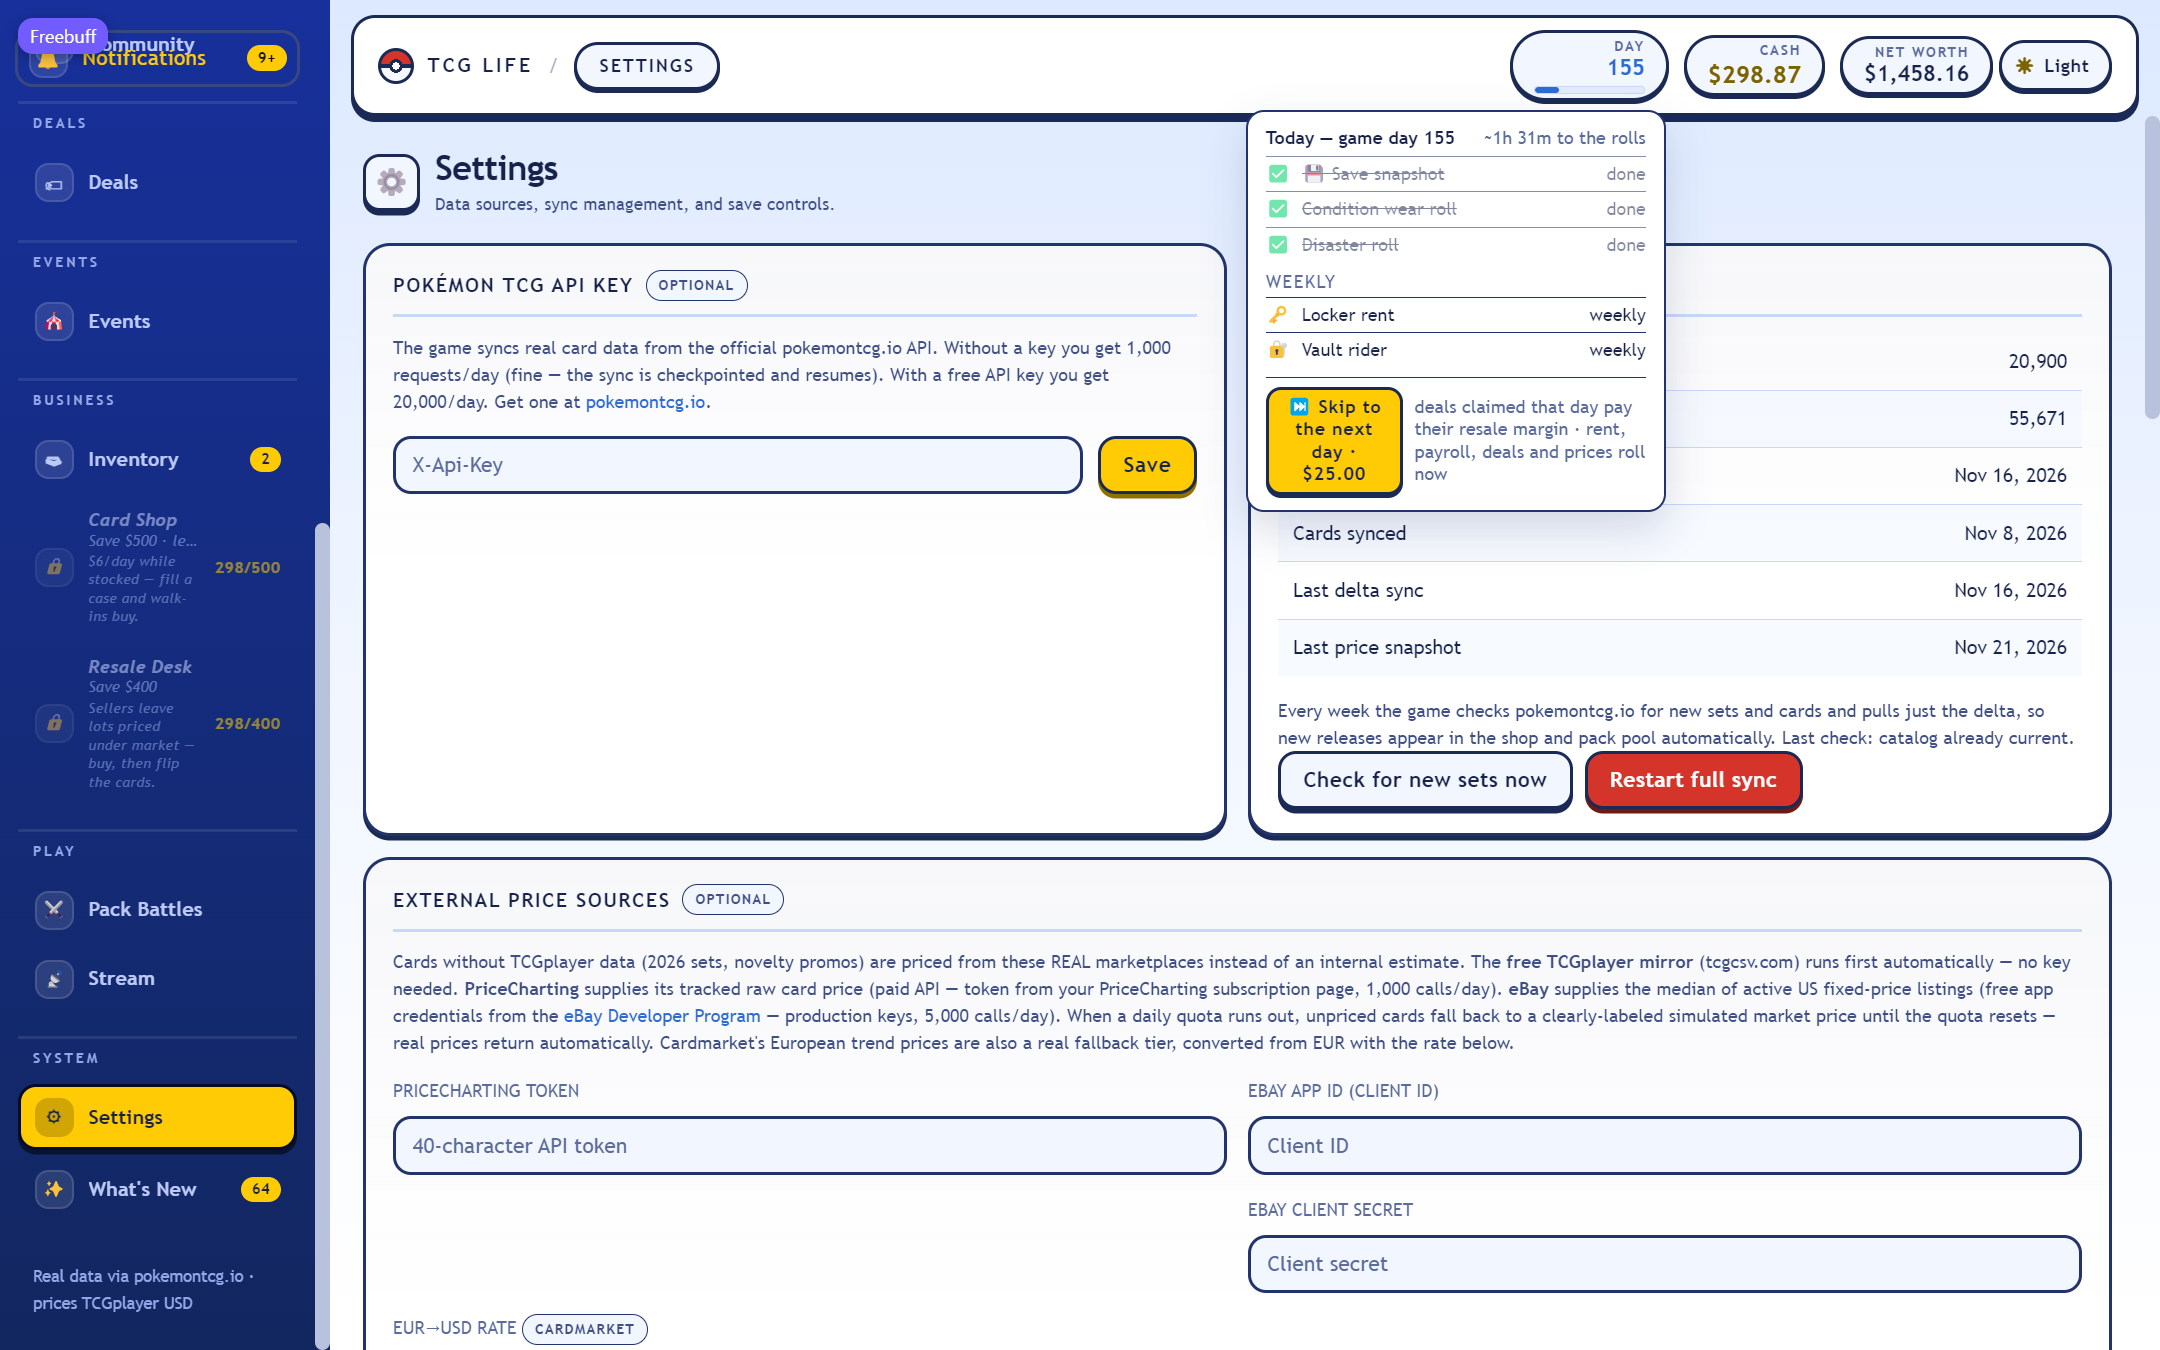 Freebuff
ommunity
Notifications
9+
DEALS
Deals
EVENTS
Events
BUSINESS
Inventory
2
Card Shop
Save $500 · le...
$6/day while
stocked — fill a
case and walk-
ins buy.
298/500
Resale Desk
Save $400
Sellers leave
lots priced
under market —
buy, then flip
the cards.
298/400
PLAY
Pack Battles
Stream
SYSTEM
Settings
What's New
64
Real data via pokemontcg.io ·
prices TCGplayer USD
TCG LIFE / SETTINGS
DAY
155
CASH
$298.87
NET WORTH
$1,458.16
Light
Settings
Data sources, sync management, and save controls.
Today — game day 155 ~1h 31m to the rolls
Save snapshot done
Condition wear roll done
Disaster roll done
WEEKLY
Locker rent weekly
Vault rider weekly
Skip to
the next
day ·
$25.00
deals claimed that day pay
their resale margin · rent,
payroll, deals and prices roll
now
POKÉMON TCG API KEY OPTIONAL
The game syncs real card data from the official pokemontcg.io API. Without a key you get 1,000
requests/day (fine — the sync is checkpointed and resumes). With a free API key you get
20,000/day. Get one at pokemontcg.io.
X-Api-Key
Save
20,900
55,671
Nov 16, 2026
Cards synced Nov 8, 2026
Last delta sync Nov 16, 2026
Last price snapshot Nov 21, 2026
Every week the game checks pokemontcg.io for new sets and cards and pulls just the delta, so
new releases appear in the shop and pack pool automatically. Last check: catalog already current.
Check for new sets now
Restart full sync
EXTERNAL PRICE SOURCES OPTIONAL
Cards without TCGplayer data (2026 sets, novelty promos) are priced from these REAL marketplaces instead of an internal estimate. The free TCGplayer mirror (tcgcsv.com) runs first automatically — no key
needed. PriceCharting supplies its tracked raw card price (paid API — token from your PriceCharting subscription page, 1,000 calls/day). eBay supplies the median of active US fixed-price listings (free app
credentials from the eBay Developer Program — production keys, 5,000 calls/day). When a daily quota runs out, unpriced cards fall back to a clearly-labeled simulated market price until the quota resets —
real prices return automatically. Cardmarket's European trend prices are also a real fallback tier, converted from EUR with the rate below.
PRICECHARTING TOKEN
40-character API token
EBAY APP ID (CLIENT ID)
Client ID
EBAY CLIENT SECRET
Client secret
EUR→USD RATE CARDMARKET